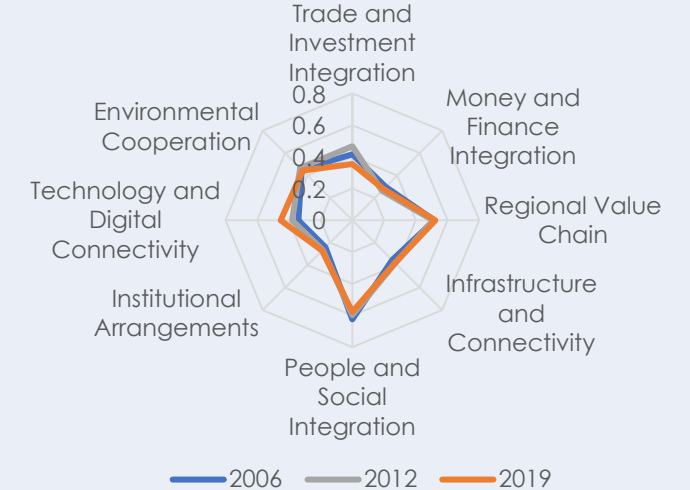 Trade and
Investment
Integration
0.8
0.6
0.4
0.2
0
Money and
Finance
Integration
Regional Value
Chain
Infrastructure
and
Connectivity
People and
Social
Integration
Institutional
Arrangements
Technology and
Digital
Connectivity
Environmental
Cooperation
2006 2012 2019